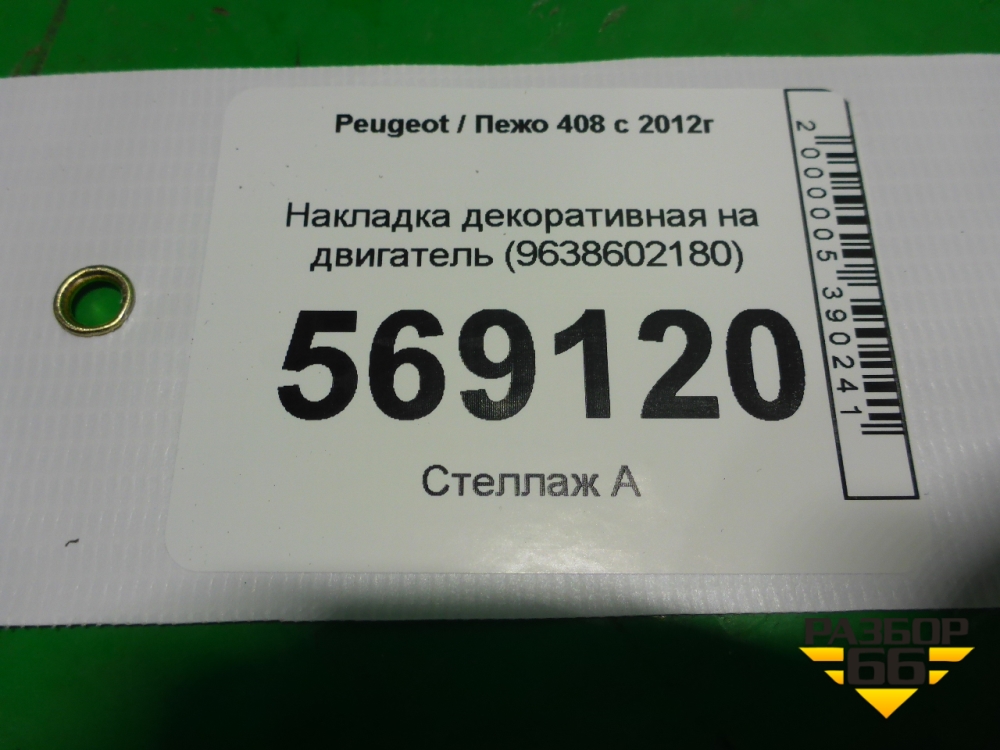 Peugeot / Пежо 408 с 2012г
Накладка декоративная на
двигатель (9638602180)
569120
Стеллаж А
2000005390241
РАЗБОР
66